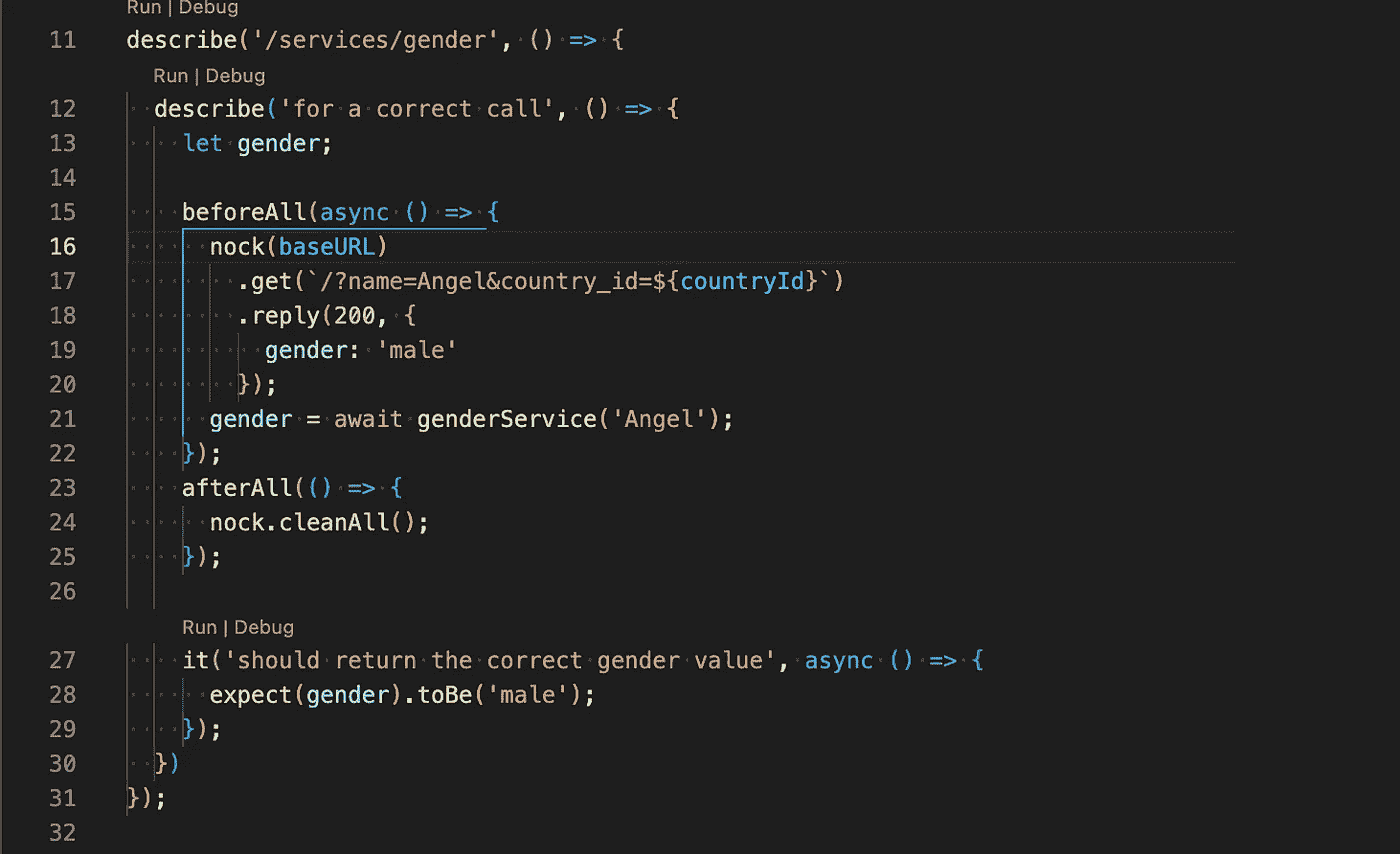 Run | Debug
11 describe('/services/gender', () => {
Run | Debug
12 describe('for a correct call', () => {
13 let gender;
14
15 beforeAll(async () => {
16 nock(baseURL)
17 .get(`/?name=Angel&country_id=${countryId}`)
18 .reply(200, {
19 gender: 'male'
20 });
21 gender = await genderService('Angel');
22 });
23 afterAll(() => {
24 nock.cleanAll();
25 });
26
Run | Debug
27 it('should return the correct gender value', async () => {
28 expect(gender).toBe('male');
29 });
30 })
31 });
32